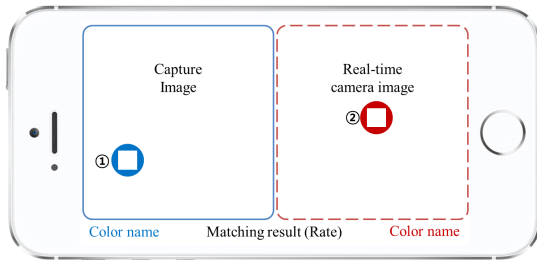 Capture
Image
Real-time
camera image
②
①
Color name
Matching result (Rate)
Color name